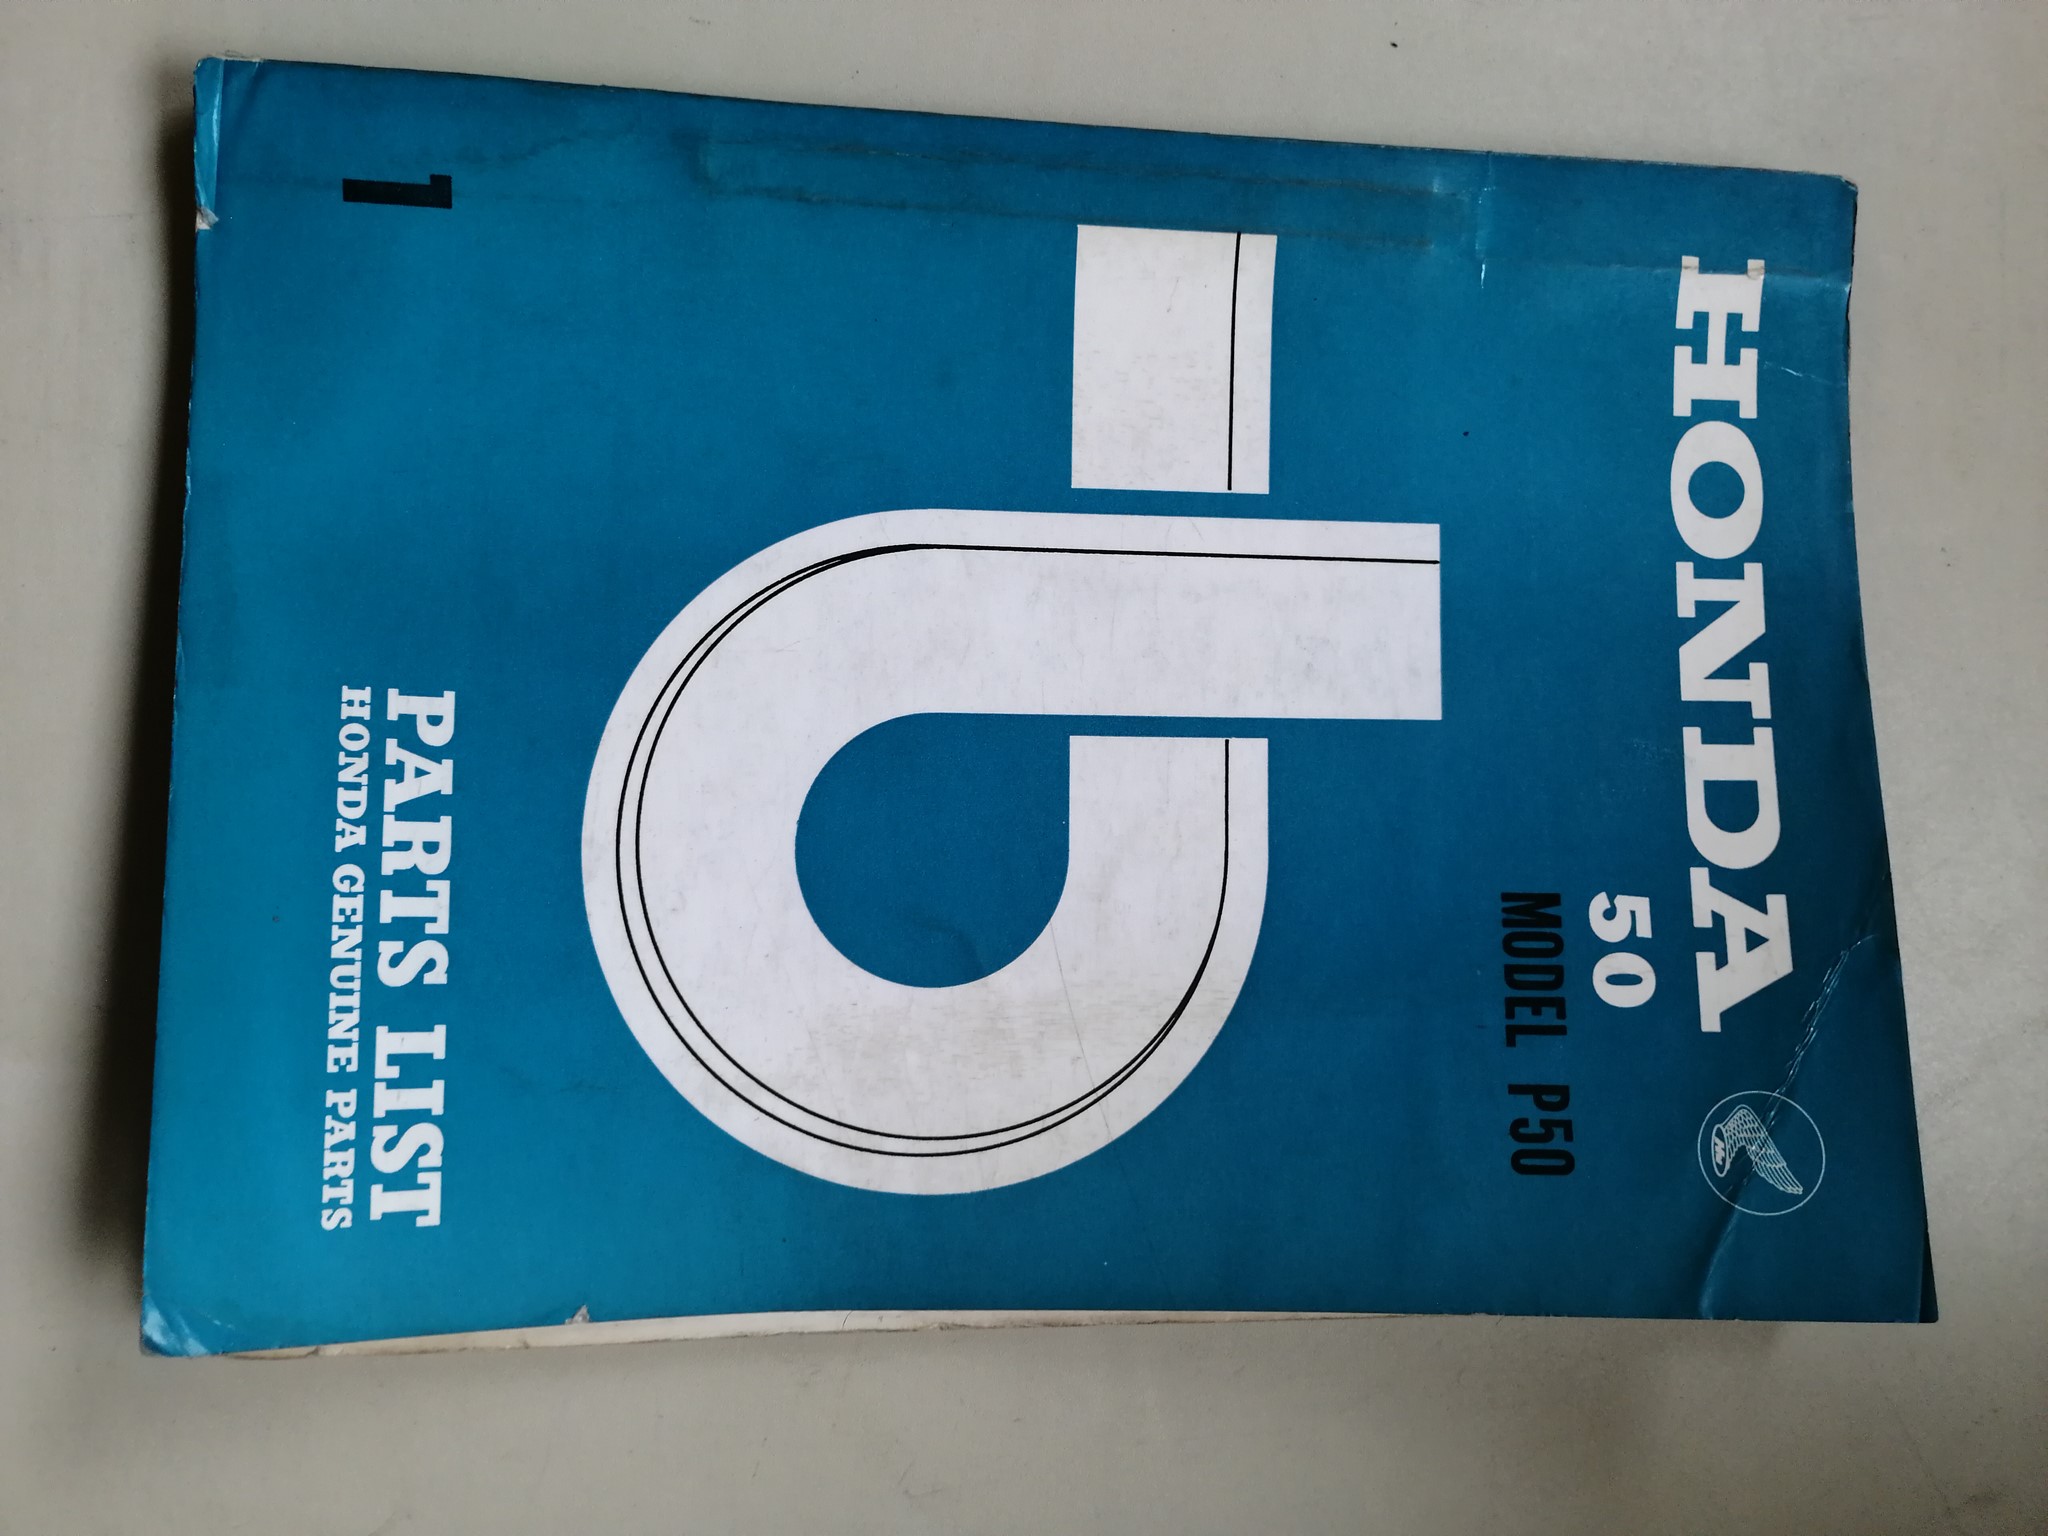 HONDA
50
MODEL P50
PARTS LIST
HONDA GENUINE PARTS
1